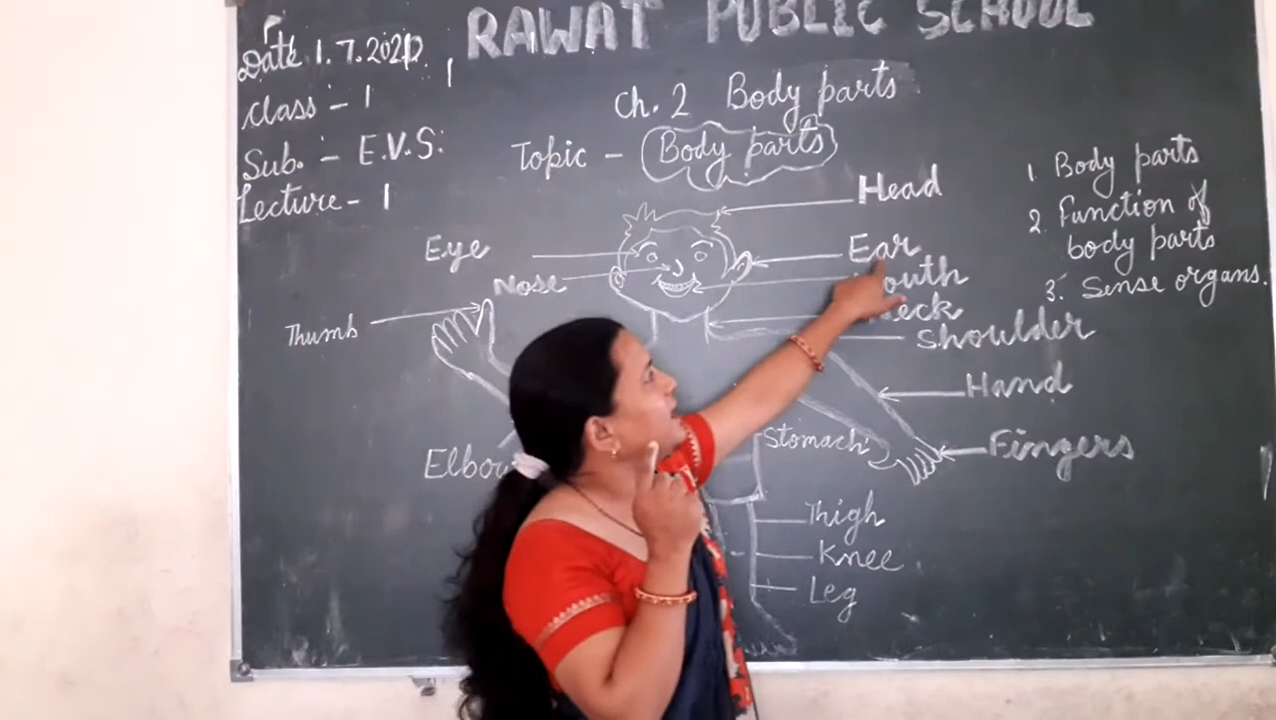 RAWAT PUBLIC SCHOOL
Date 1.7.2021
Class - 1
Sub. - E.V.S.
Lecture - 1
Ch. 2 Body parts
Topic - Body parts
Head
Eye
Ear
Nose
Mouth
Neck
Thumb
Shoulder
Hand
Elbow
Stomach
Fingers
Thigh
Knee
Leg
1 Body parts
2. Function of
body parts
3. Sense organs.